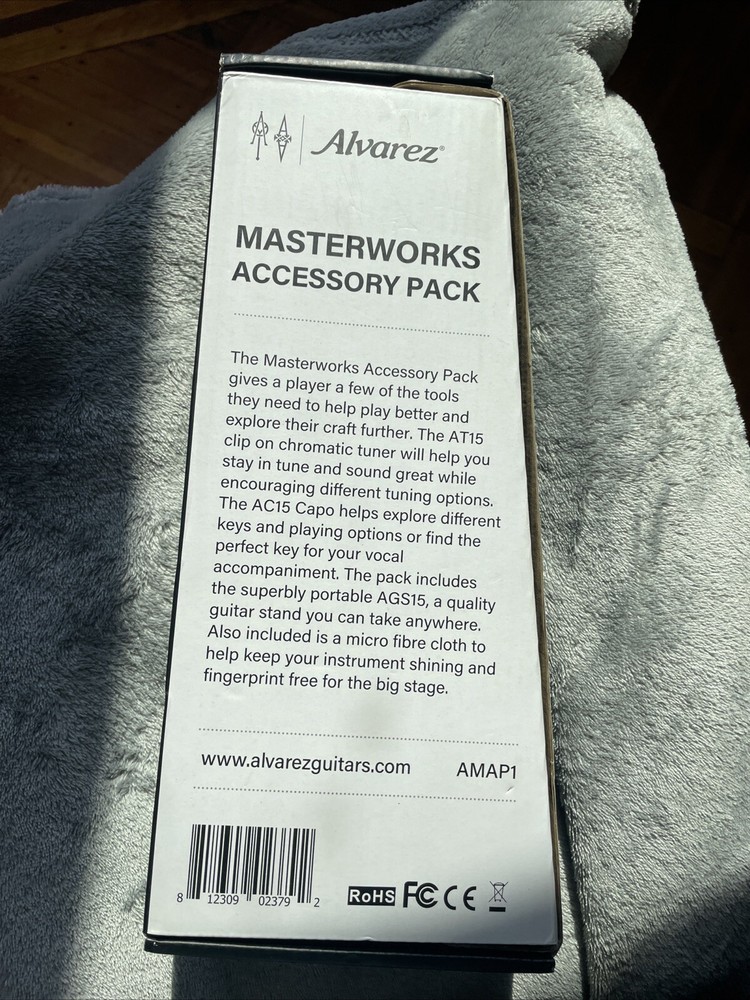 Alvarez®
MASTERWORKS
ACCESSORY PACK
The Masterworks Accessory Pack
gives a player a few of the tools
they need to help play better and
explore their craft further. The AT15
clip on chromatic tuner will help you
stay in tune and sound great while
encouraging different tuning options.
The AC15 Capo helps explore different
keys and playing options or find the
perfect key for your vocal
accompaniment. The pack includes
the superbly portable AGS15, a quality
guitar stand you can take anywhere.
Also included is a micro fibre cloth to
help keep your instrument shining and
fingerprint free for the big stage.
www.alvarezguitars.com AMAP1
8 12309 02379 2 RoHS FC CE